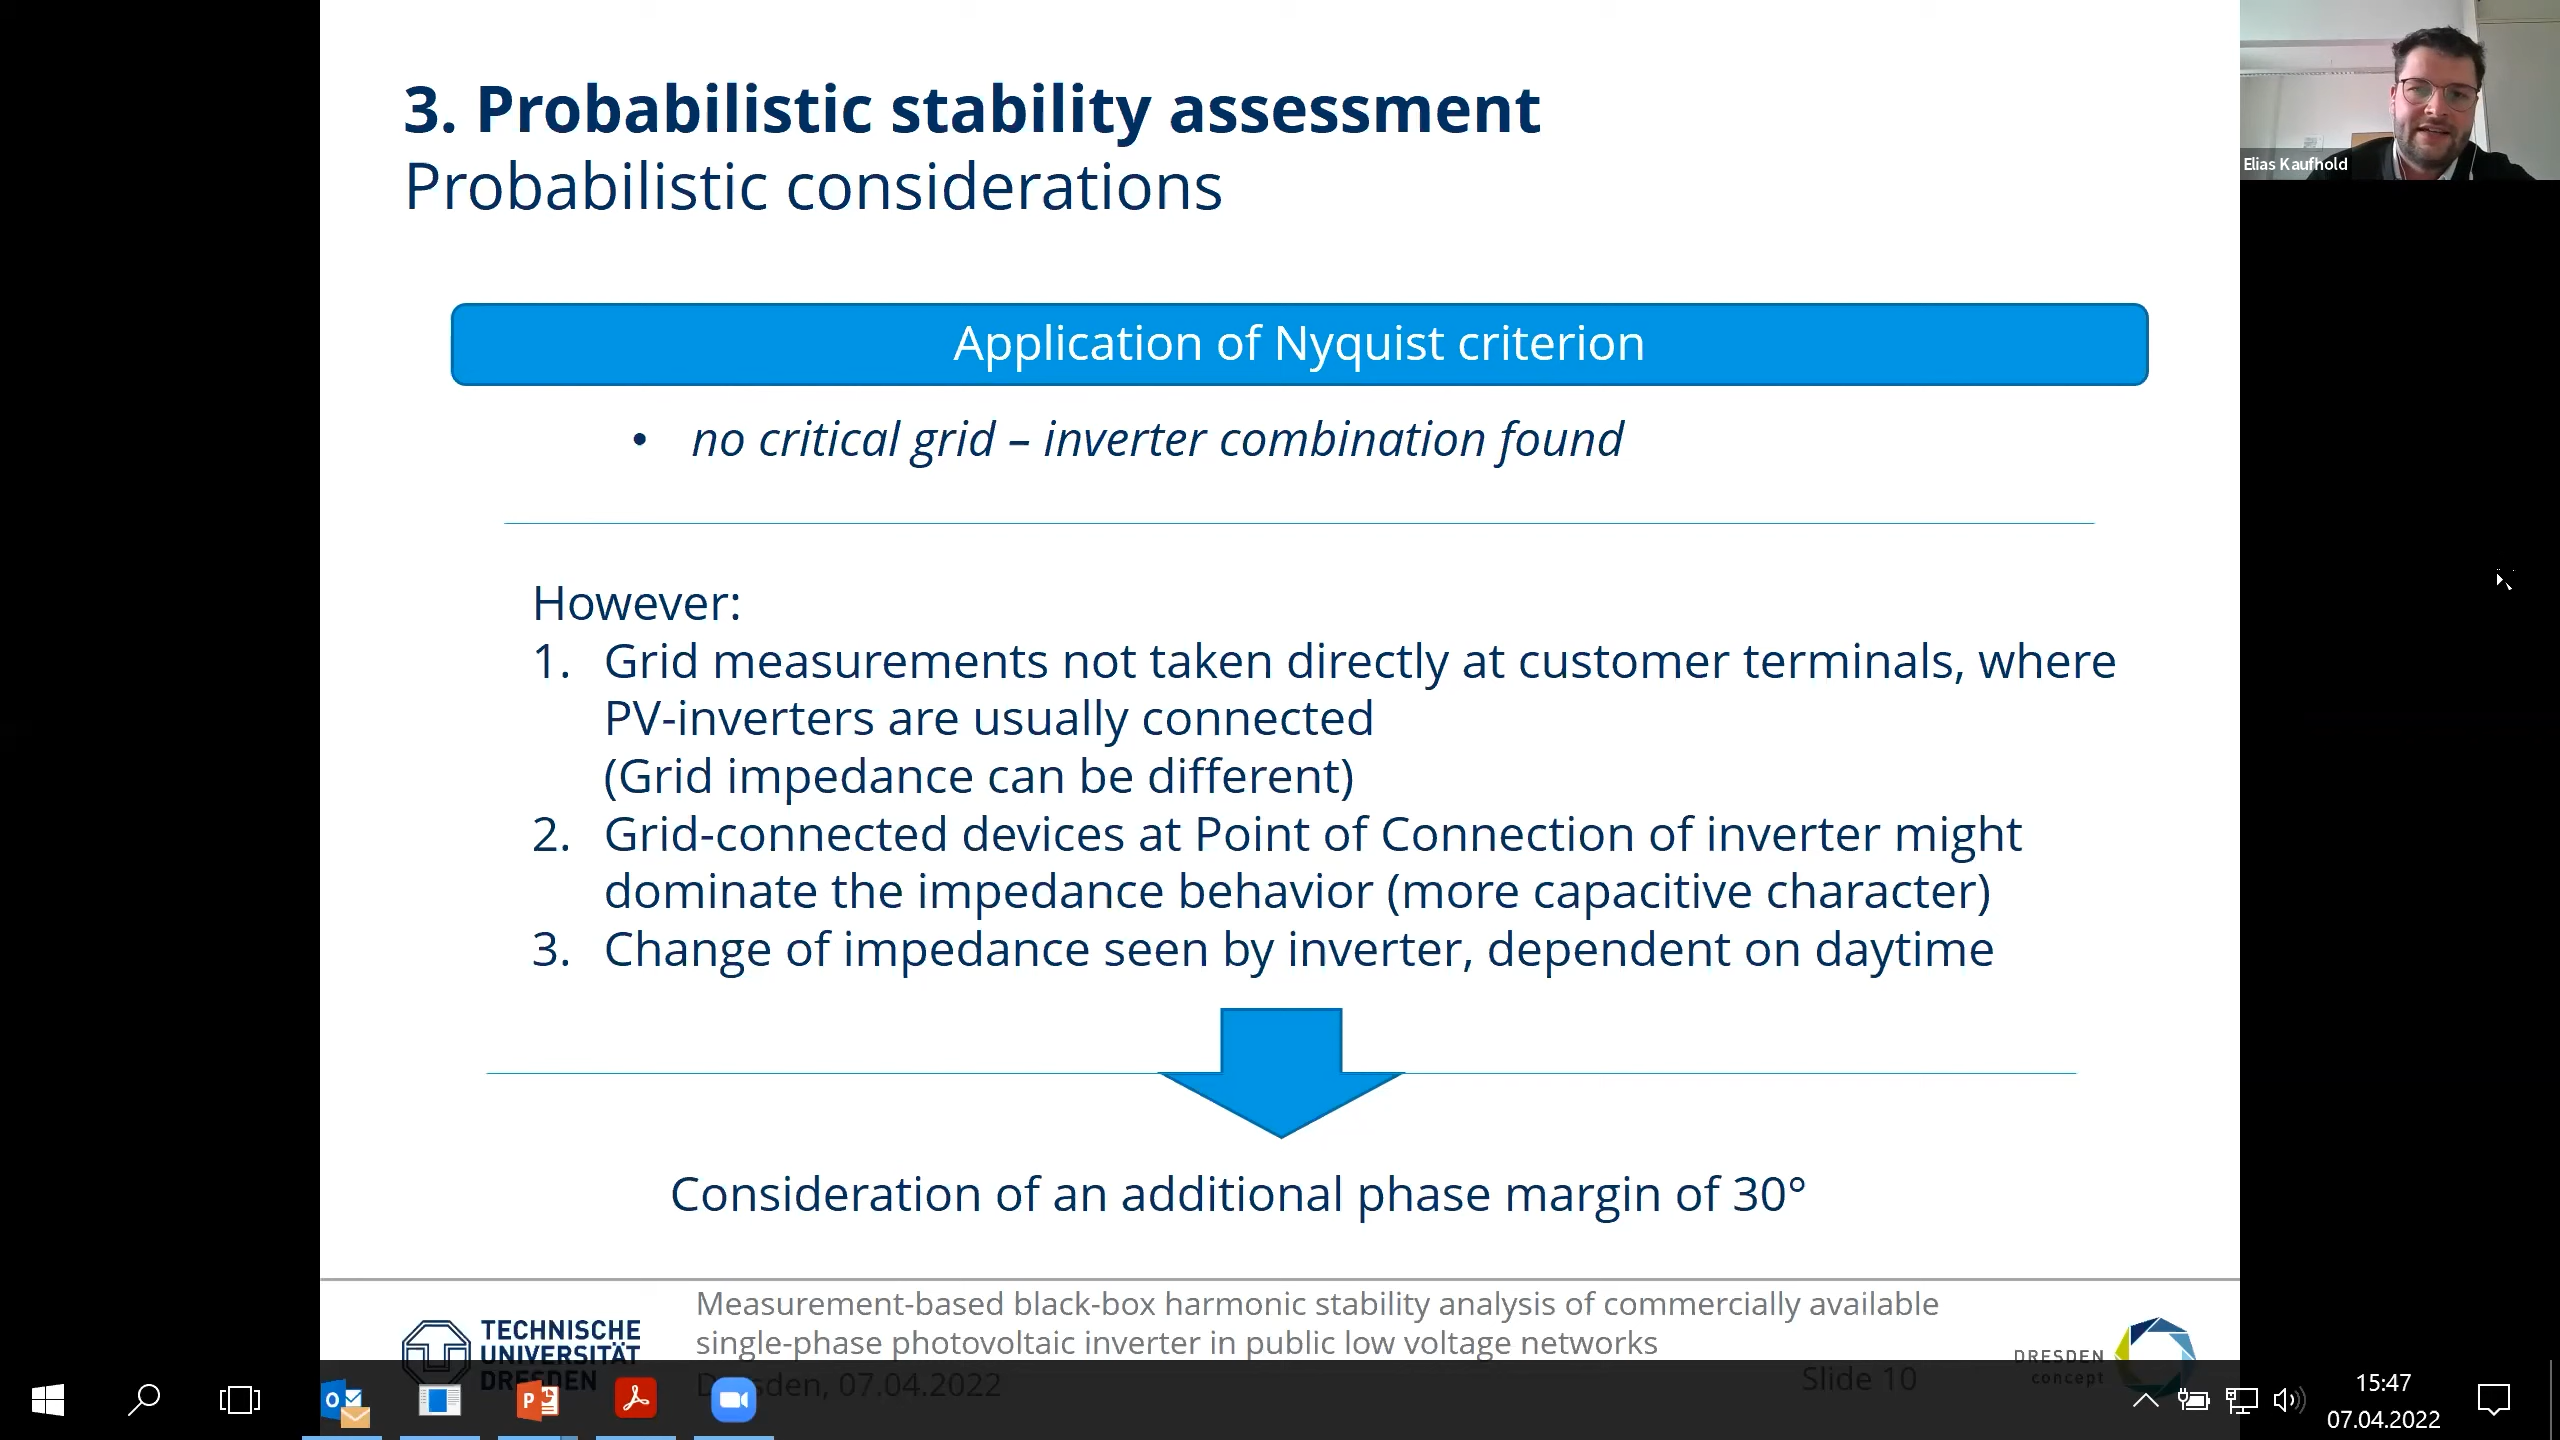 3. Probabilistic stability assessment
Probabilistic considerations
Elias Kaufhold
Application of Nyquist criterion
• no critical grid – inverter combination found
However:
1. Grid measurements not taken directly at customer terminals, where
PV-inverters are usually connected
(Grid impedance can be different)
2. Grid-connected devices at Point of Connection of inverter might
dominate the impedance behavior (more capacitive character)
3. Change of impedance seen by inverter, dependent on daytime
Consideration of an additional phase margin of 30°
TECHNISCHE
UNIVERSITÄT
DRESDEN
Measurement-based black-box harmonic stability analysis of commercially available
single-phase photovoltaic inverter in public low voltage networks
Dresden, 07.04.2022
Slide 10
DRESDEN
concept
15:47
07.04.2022